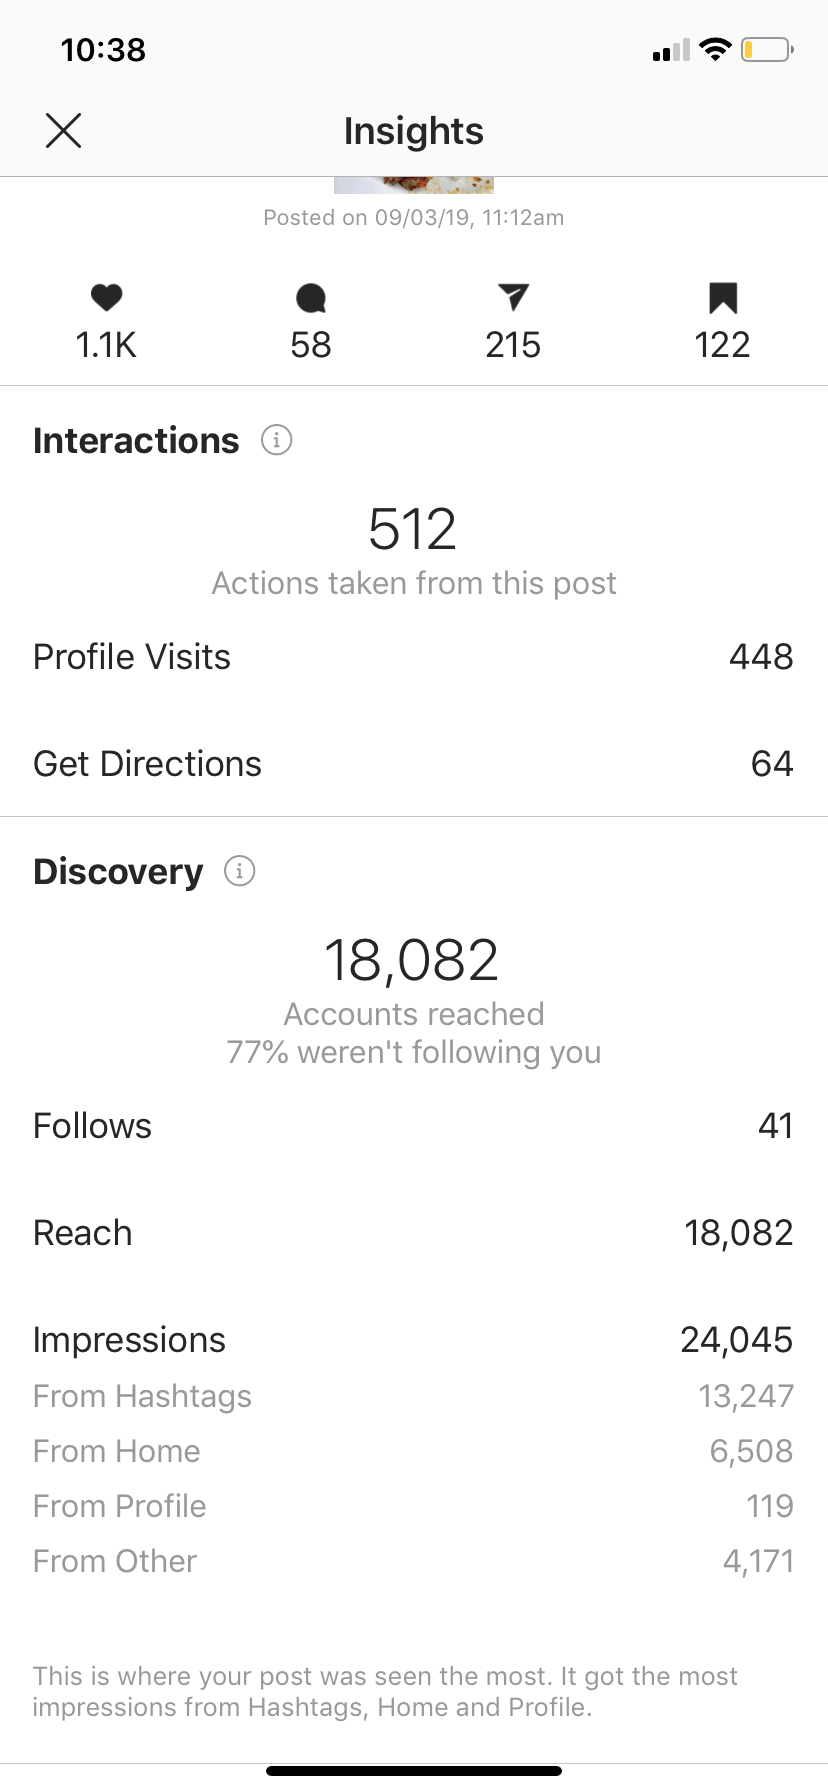 10:38
Insights
Posted on 09/03/19, 11:12am
1.1K 58 215 122
Interactions
512
Actions taken from this post
Profile Visits 448
Get Directions 64
Discovery
18,082
Accounts reached
77% weren't following you
Follows 41
Reach 18,082
Impressions 24,045
From Hashtags 13,247
From Home 6,508
From Profile 119
From Other 4,171
This is where your post was seen the most. It got the most
impressions from Hashtags, Home and Profile.